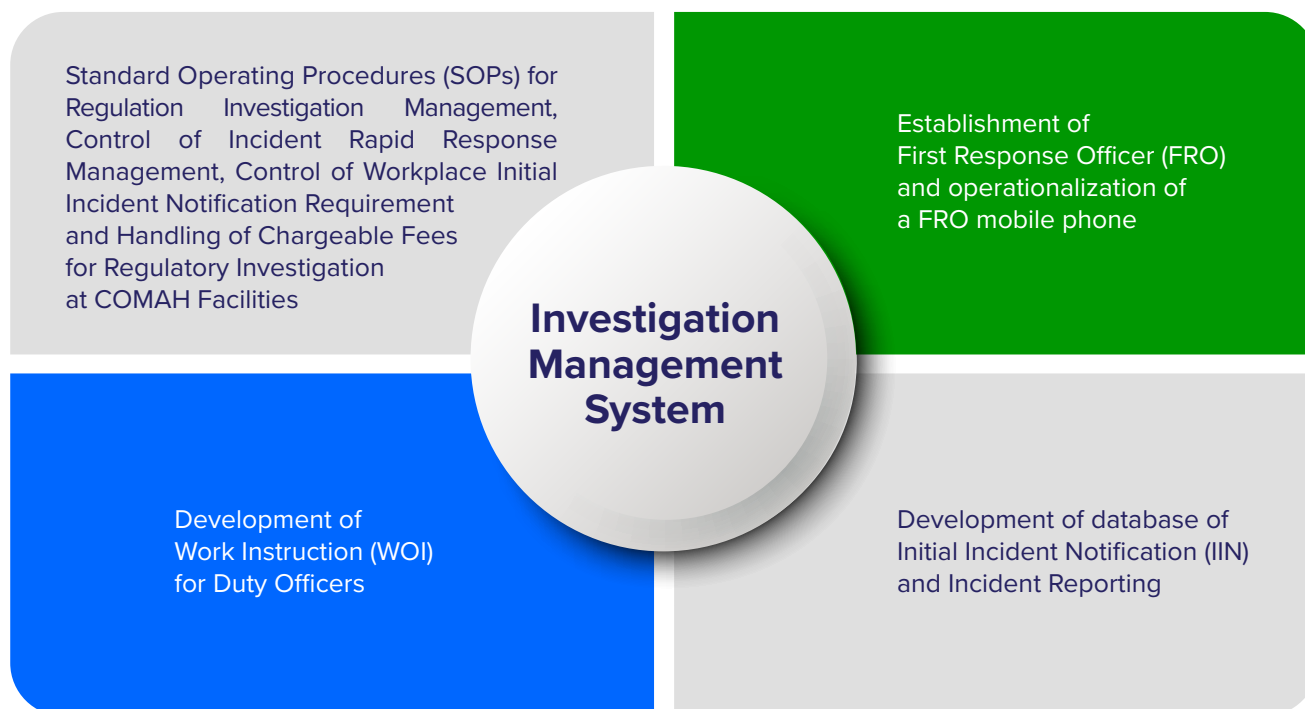 Standard Operating Procedures (SOPs) for
Regulation Investigation Management,
Control of Incident Rapid Response
Management, Control of Workplace Initial
Incident Notification Requirement
and Handling of Chargeable Fees
for Regulatory Investigation
at COMAH Facilities
Establishment of
First Response Officer (FRO)
and operationalization of
a FRO mobile phone
Investigation
Management
System
Development of
Work Instruction (WOI)
for Duty Officers
Development of database of
Initial Incident Notification (IIN)
and Incident Reporting